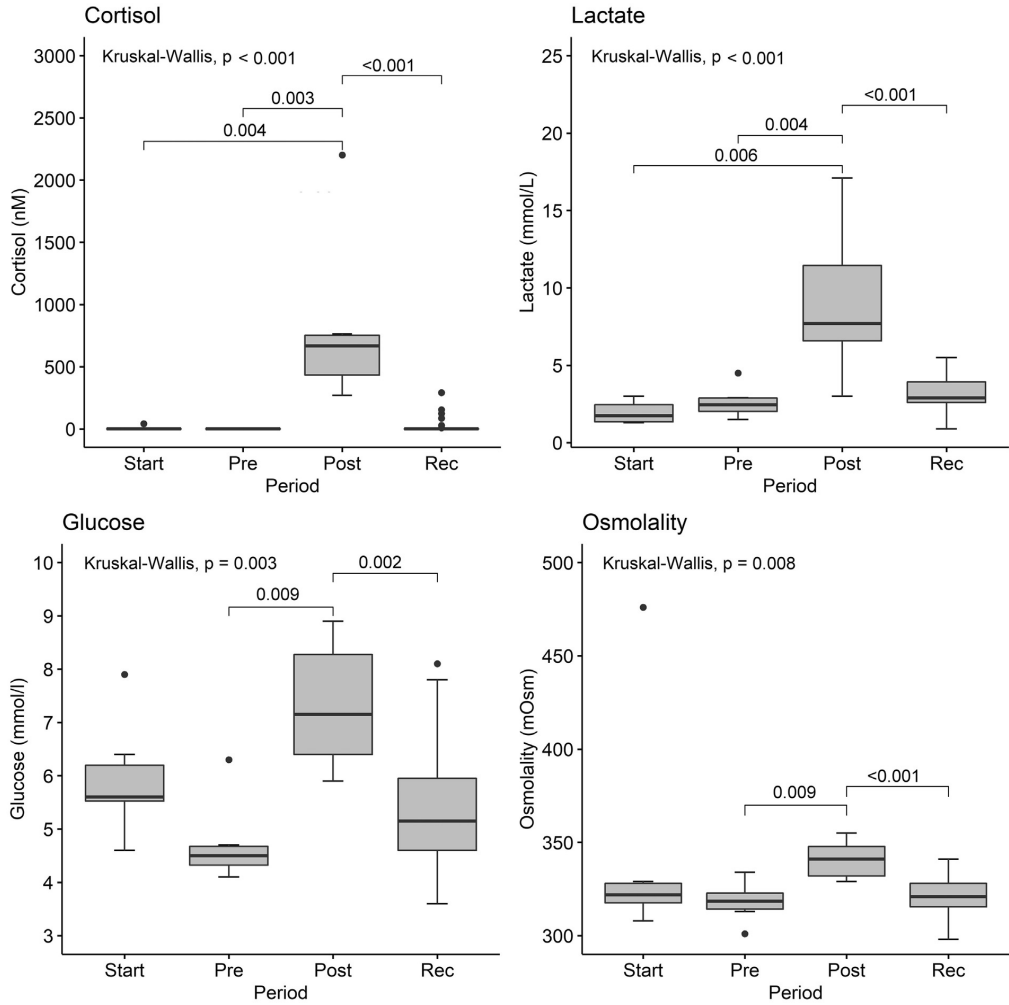 Cortisol
Kruskal-Wallis, p < 0.001
<0.001
0.003
0.004
3000
2500
2000
1500
1000
500
0
Cortisol (nM)
Start Pre Post Rec
Period
Lactate
Kruskal-Wallis, p <0.001
<0.001
0.004
0.006
25
20
15
10
5
0
Lactate (mmol/L)
Start Pre Post Rec
Period
Glucose
Kruskal-Wallis, p = 0.003
0.002
0.009
10
9
8
7
6
5
4
3
Glucose (mmol/l)
Start Pre Post Rec
Period
Osmolality
Kruskal-Wallis, p = 0.008
<0.001
0.009
500
450
400
350
300
Osmolality (mOsm)
Start Pre Post Rec
Period